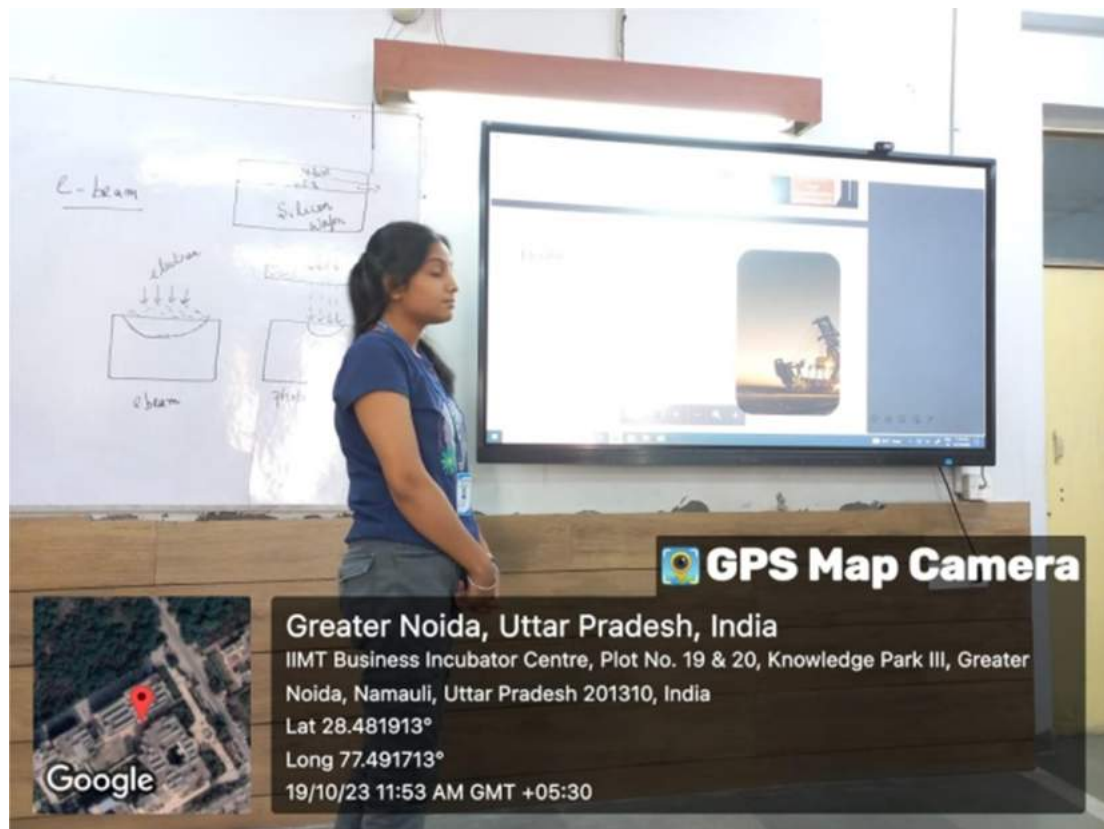 e-beam
Silicon
wafer
electron
e beam
GPS Map Camera
Greater Noida, Uttar Pradesh, India
IIMT Business Incubator Centre, Plot No. 19 & 20, Knowledge Park III, Greater
Noida, Namauli, Uttar Pradesh 201310, India
Lat 28.481913°
Long 77.491713°
19/10/23 11:53 AM GMT +05:30
Google